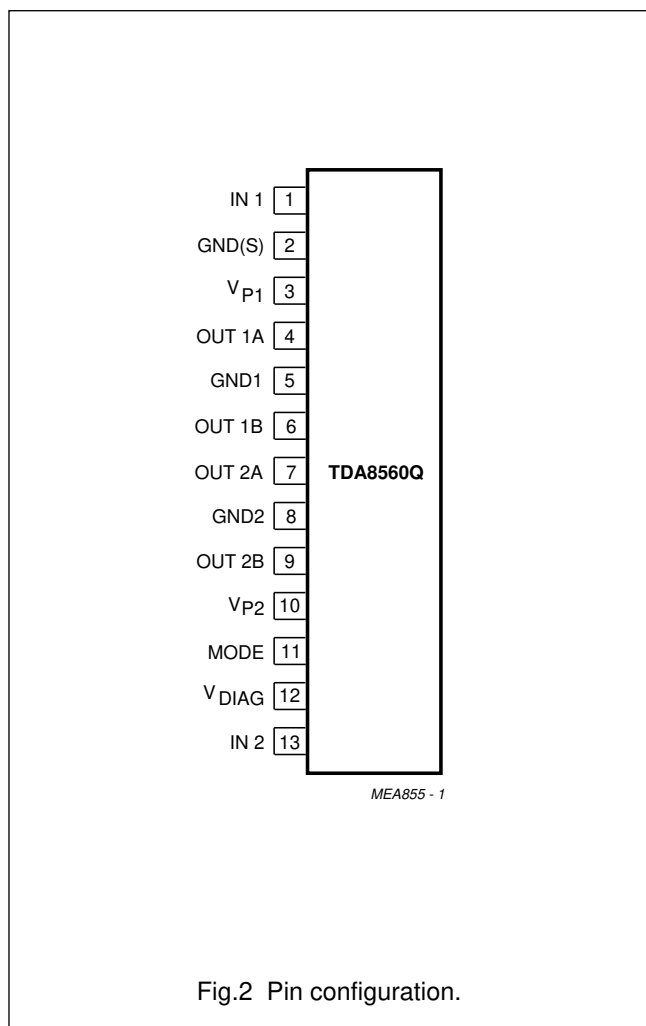 IN 1 1
GND(S) 2
VP1 3
OUT 1A 4
GND1 5
OUT 1B 6
OUT 2A 7 TDA8560Q
GND2 8
OUT 2B 9
VP2 10
MODE 11
VDIAG 12
IN 2 13
MEA855 - 1
Fig.2 Pin configuration.